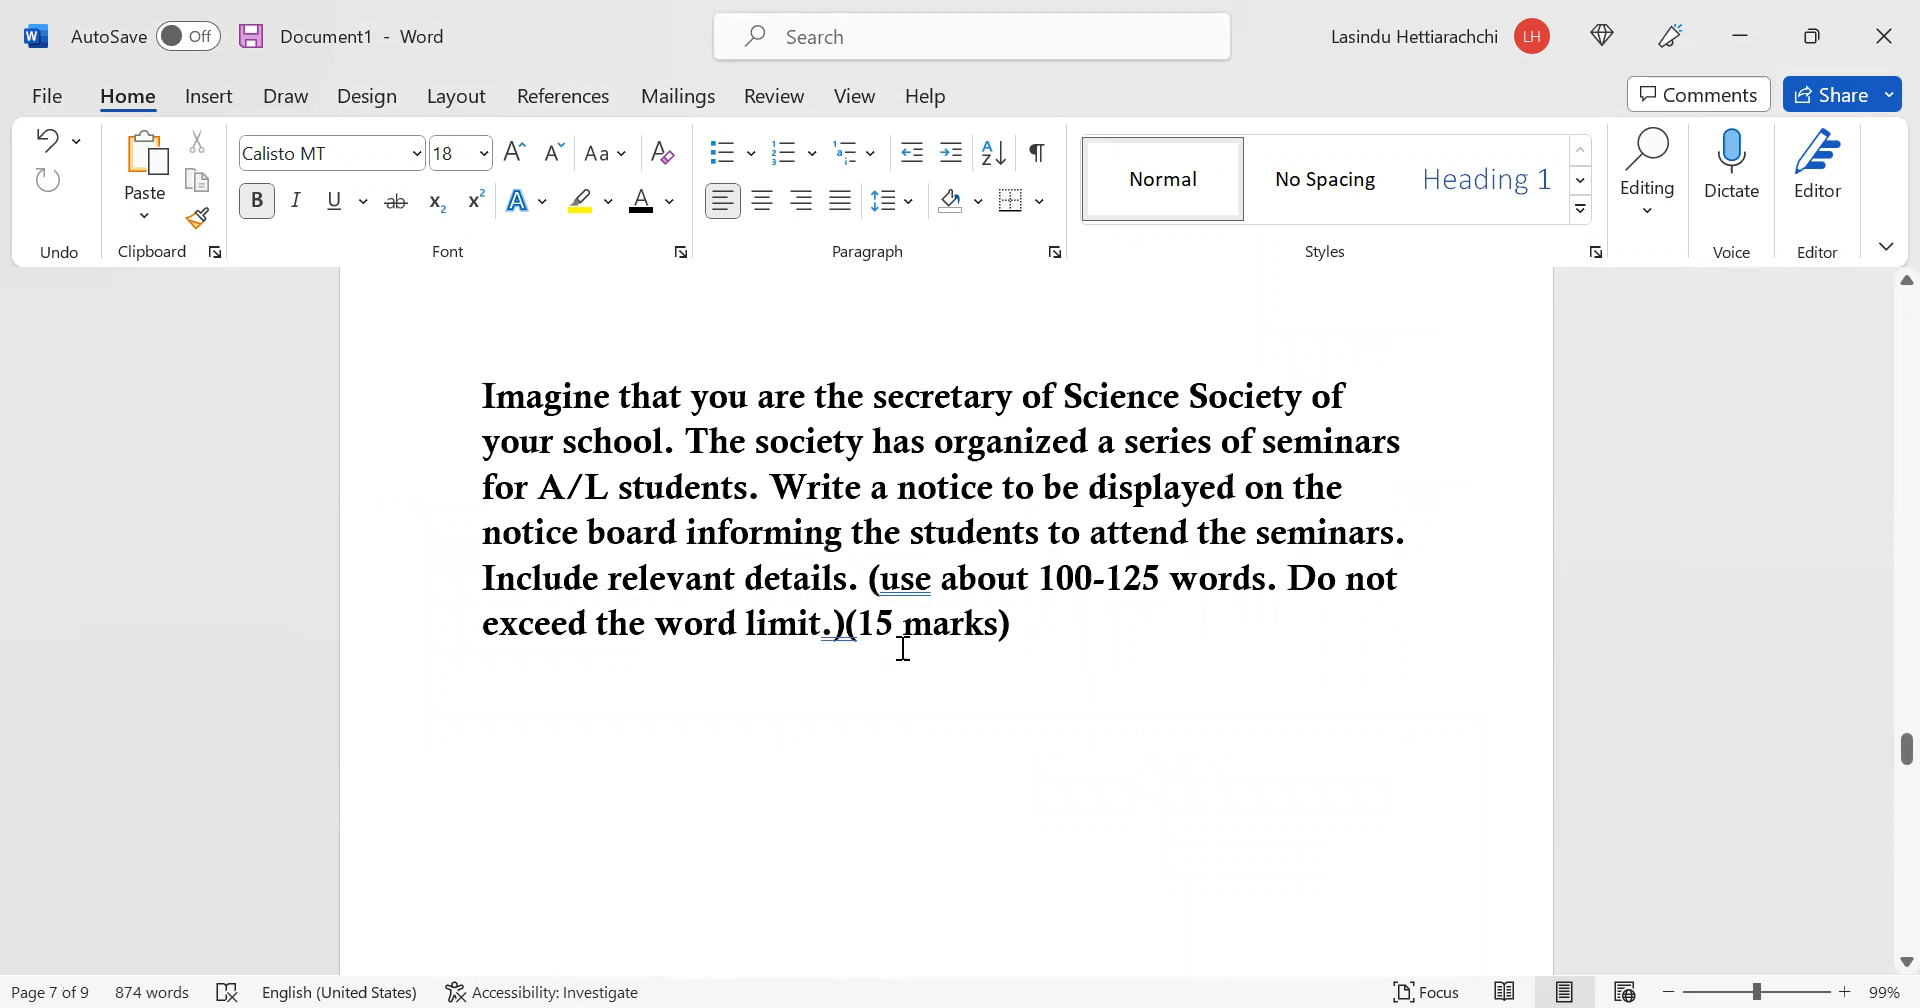 AutoSave Off Document1 - Word Search Lasindu Hettiarachchi LH
File Home Insert Draw Design Layout References Mailings Review View Help Comments Share
Calisto MT 18 Aa
Paste B I U ab x2 x2 A A Normal No Spacing Heading 1 Editing Dictate Editor
Undo Clipboard Font Paragraph Styles Voice Editor
Imagine that you are the secretary of Science Society of
your school. The society has organized a series of seminars
for A/L students. Write a notice to be displayed on the
notice board informing the students to attend the seminars.
Include relevant details. (use about 100-125 words. Do not
exceed the word limit.)(15 marks)
Page 7 of 9 874 words English (United States) Accessibility: Investigate Focus 99%